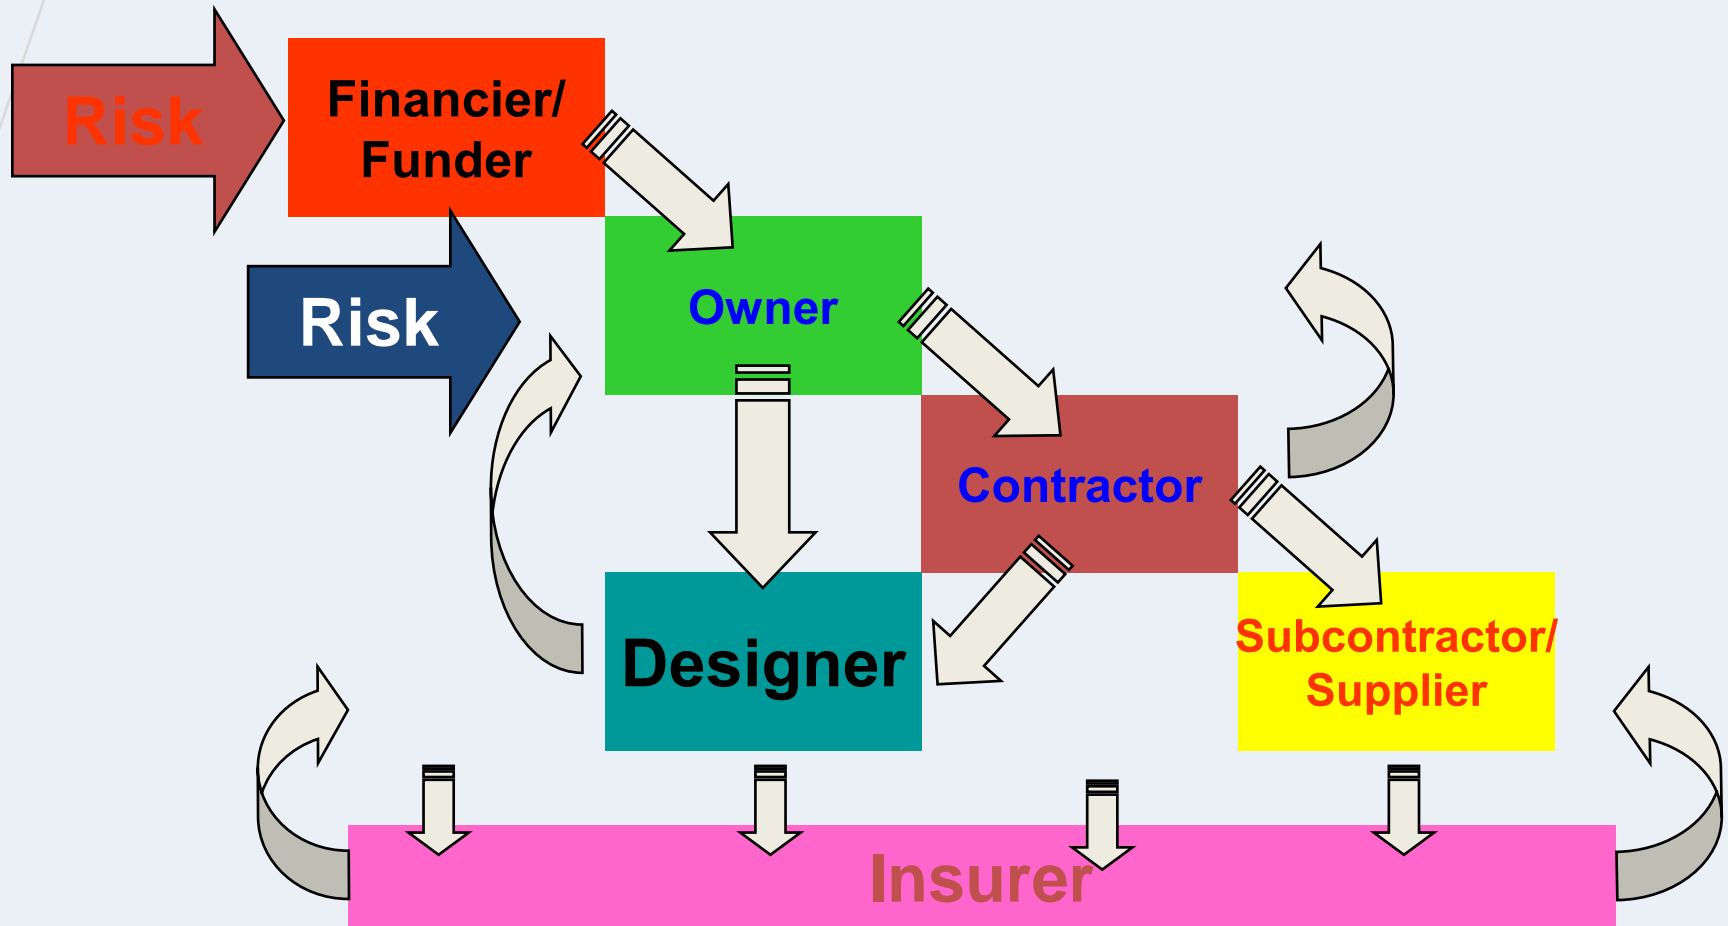 Risk
Financier/
Funder
Risk
Owner
Contractor
Designer
Subcontractor/
Supplier
Insurer